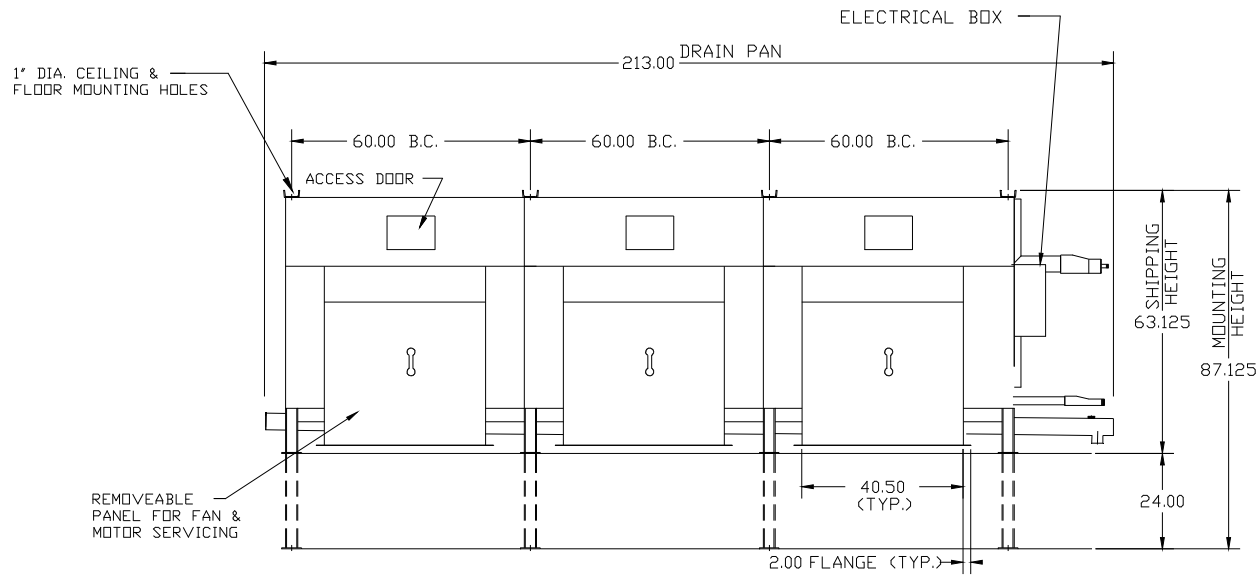 ELECTRICAL BOX
DRAIN PAN
213.00
1" DIA. CEILING &
FLOOR MOUNTING HOLES
60.00 B.C.
60.00 B.C.
60.00 B.C.
ACCESS DOOR
SHIPPING
HEIGHT
63.125
MOUNTING
HEIGHT
87.125
REMOVEABLE
PANEL FOR FAN &
MOTOR SERVICING
40.50
(TYP.)
24.00
2.00 FLANGE (TYP.)